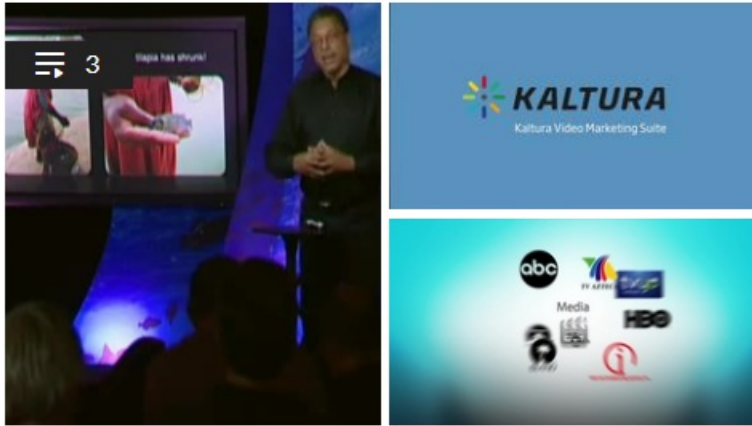 3
tilapia has shrunk!
KALTURA
Kaltura Video Marketing Suite
abc
TV AZTECA
Media
HBO